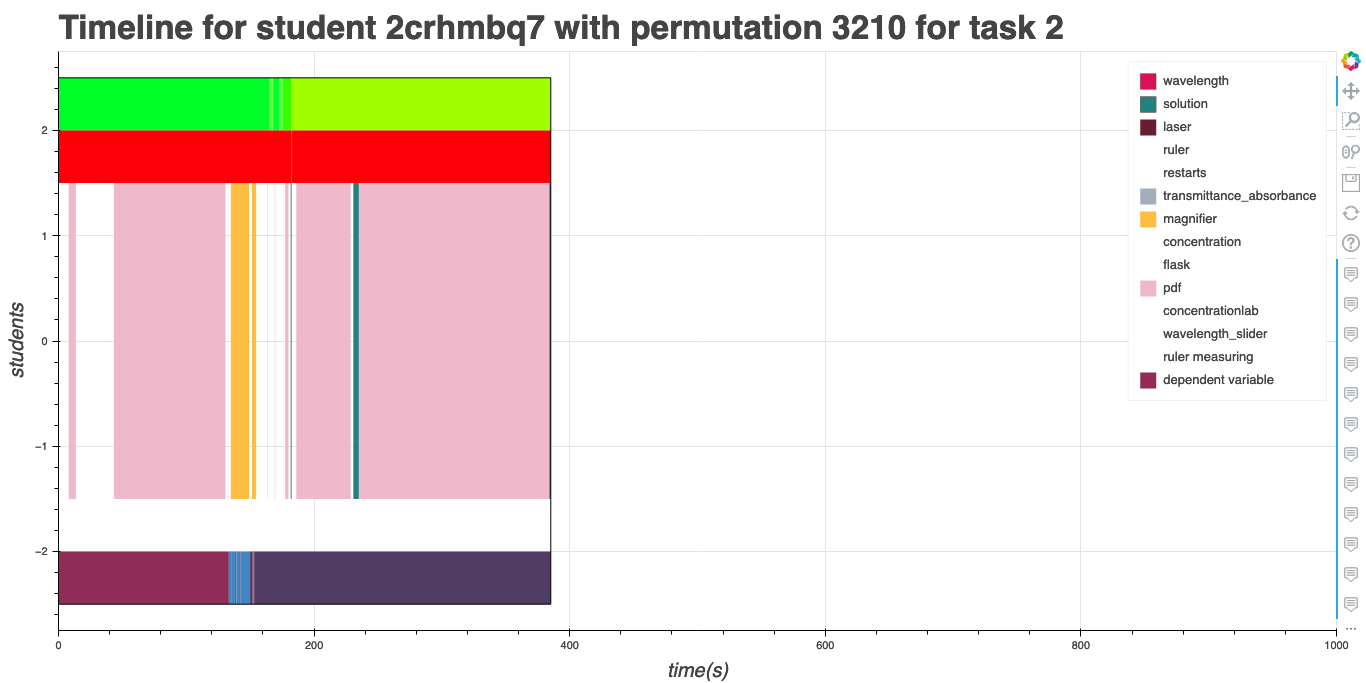 Timeline for student 2crhmbq7 with permutation 3210 for task 2
wavelength
solution
laser
ruler
restarts
transmittance_absorbance
magnifier
concentration
flask
pdf
concentrationlab
wavelength_slider
ruler measuring
dependent variable
students
2
1
0
−1
−2
0
200
400
600
800
1000
time(s)